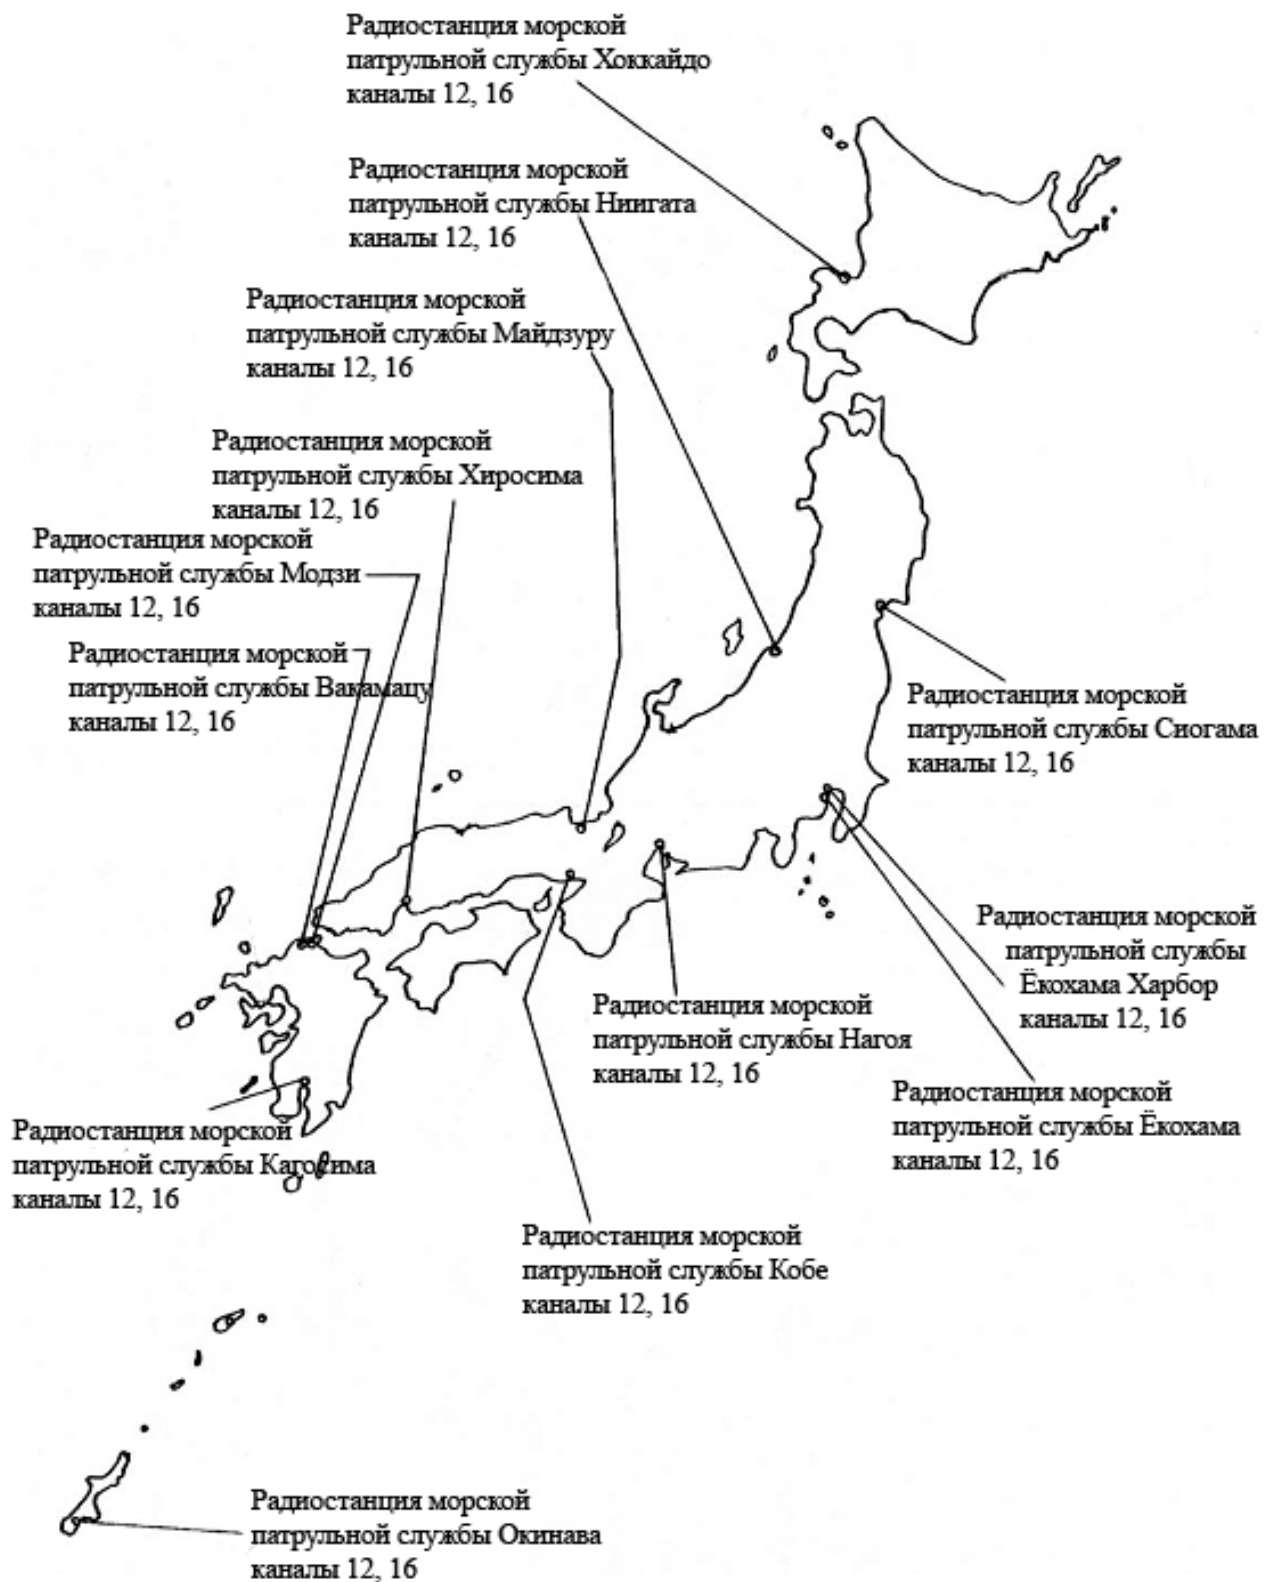 Радиостанция морской
патрульной службы Хоккайдо
каналы 12, 16
Радиостанция морской
патрульной службы Ниигата
каналы 12, 16
Радиостанция морской
патрульной службы Майдзуру
каналы 12, 16
Радиостанция морской
патрульной службы Хиросима
каналы 12, 16
Радиостанция морской
патрульной службы Модзи
каналы 12, 16
Радиостанция морской
патрульной службы Вакамацу
каналы 12, 16
Радиостанция морской
патрульной службы Сиогама
каналы 12, 16
Радиостанция морской
патрульной службы
Ёкохама Харбор
каналы 12, 16
Радиостанция морской
патрульной службы Нагоя
каналы 12, 16
Радиостанция морской
патрульной службы Ёкохама
каналы 12, 16
Радиостанция морской
патрульной службы Кагосима
каналы 12, 16
Радиостанция морской
патрульной службы Кобе
каналы 12, 16
Радиостанция морской
патрульной службы Окинава
каналы 12, 16